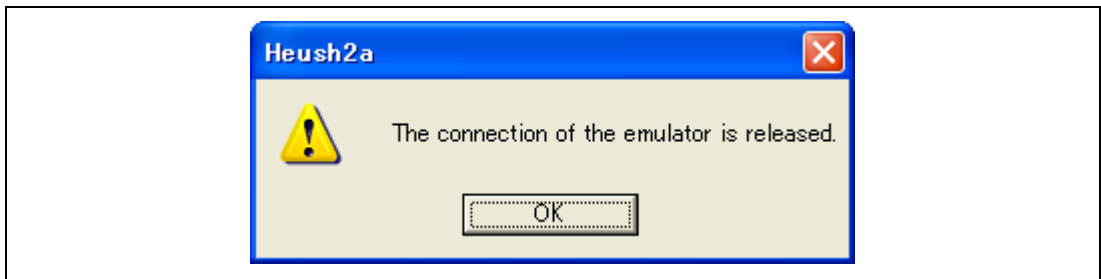 Heush2a
The connection of the emulator is released.
OK